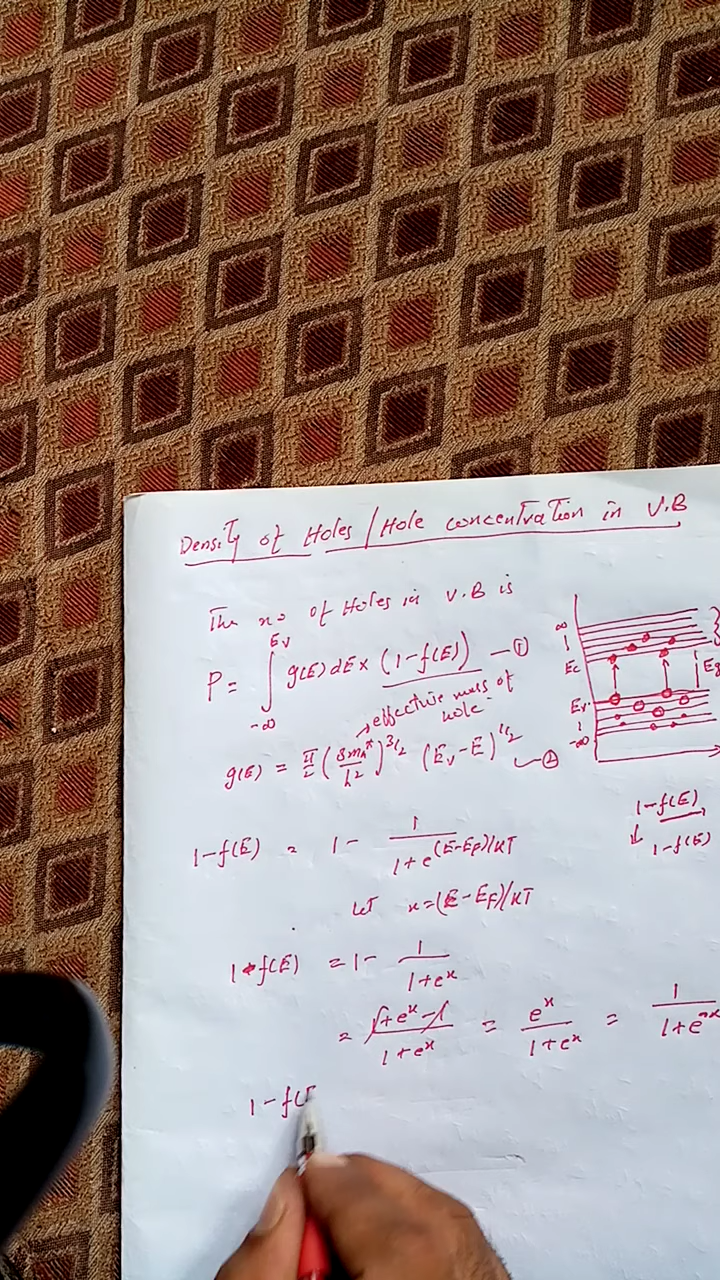 Density of Holes / Hole concentration in V.B
The no of Holes in V.B is
P = ∫_{-∞}^{Ev} g(E) dE × (1-f(E)) — ①
→ effective mass of hole
g(E) = π/2 (8m_h*/h²)^{3/2} (Ev-E)^{1/2} — ②
∞
Ec
Ev
-∞
Eg
1-f(E)
↓ 1-f(E)
1-f(E) = 1 - 1/(1+e^{(E-EF)/KT})
Let x=(E-EF)/KT
1-f(E) = 1 - 1/(1+e^x)
= (1+e^x-1)/(1+e^x) = e^x/(1+e^x) = 1/(1+e^{-x})
1-f(